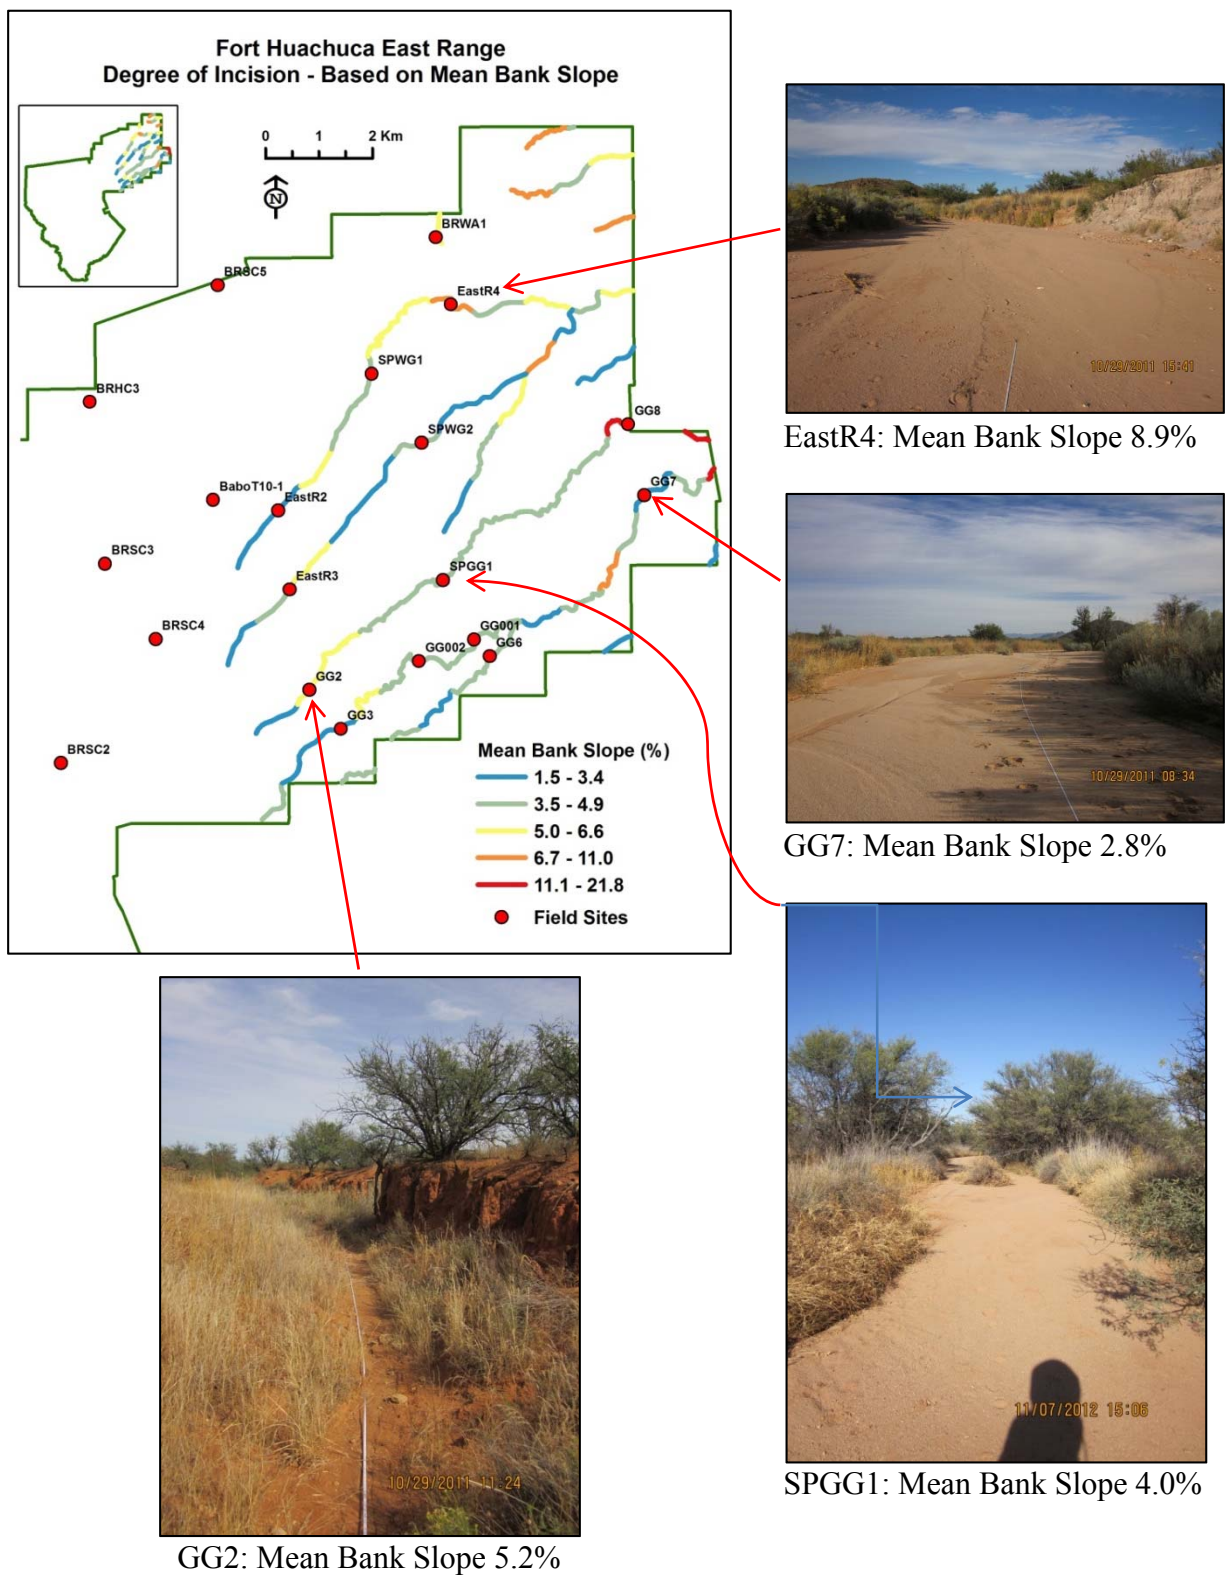 Fort Huachuca East Range
Degree of Incision - Based on Mean Bank Slope
0 1 2 Km
N
BRWA1
BRSC5
EastR4
SPWG1
BRHC3
GG8
SPWG2
GG7
BaboT10-1
EastR2
BRSC3
SPGG1
EastR3
BRSC4
GG001
GG002
GG6
GG2
GG3
BRSC2
Mean Bank Slope (%)
1.5 - 3.4
3.5 - 4.9
5.0 - 6.6
6.7 - 11.0
11.1 - 21.8
Field Sites
10/29/2011 15:41
EastR4: Mean Bank Slope 8.9%
10/29/2011 08:34
GG7: Mean Bank Slope 2.8%
11/07/2012 15:06
SPGG1: Mean Bank Slope 4.0%
10/29/2011 11:24
GG2: Mean Bank Slope 5.2%